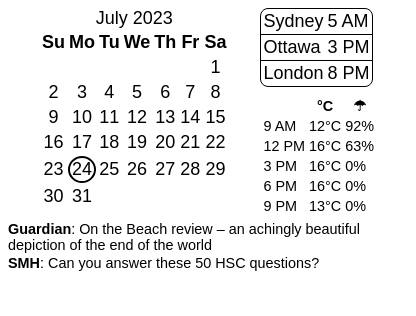 July 2023
Su Mo Tu We Th Fr Sa
1
2 3 4 5 6 7 8
9 10 11 12 13 14 15
16 17 18 19 20 21 22
23 24 25 26 27 28 29
30 31
Sydney 5 AM
Ottawa 3 PM
London 8 PM
°C ☂
9 AM 12°C 92%
12 PM 16°C 63%
3 PM 16°C 0%
6 PM 16°C 0%
9 PM 13°C 0%
Guardian: On the Beach review – an achingly beautiful
depiction of the end of the world
SMH: Can you answer these 50 HSC questions?